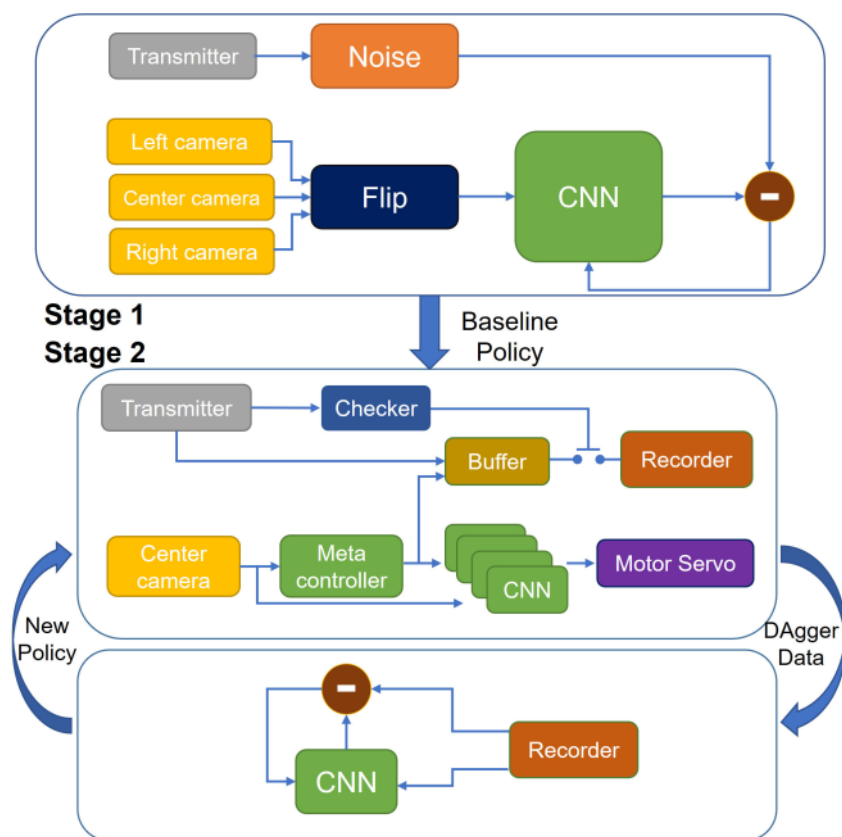 Transmitter
Noise
Left camera
Center camera
Right camera
Flip
CNN
-
Stage 1
Stage 2
Baseline
Policy
Transmitter
Checker
Buffer
Recorder
Center
camera
Meta
controller
CNN
Motor Servo
New
Policy
DAgger
Data
-
CNN
Recorder